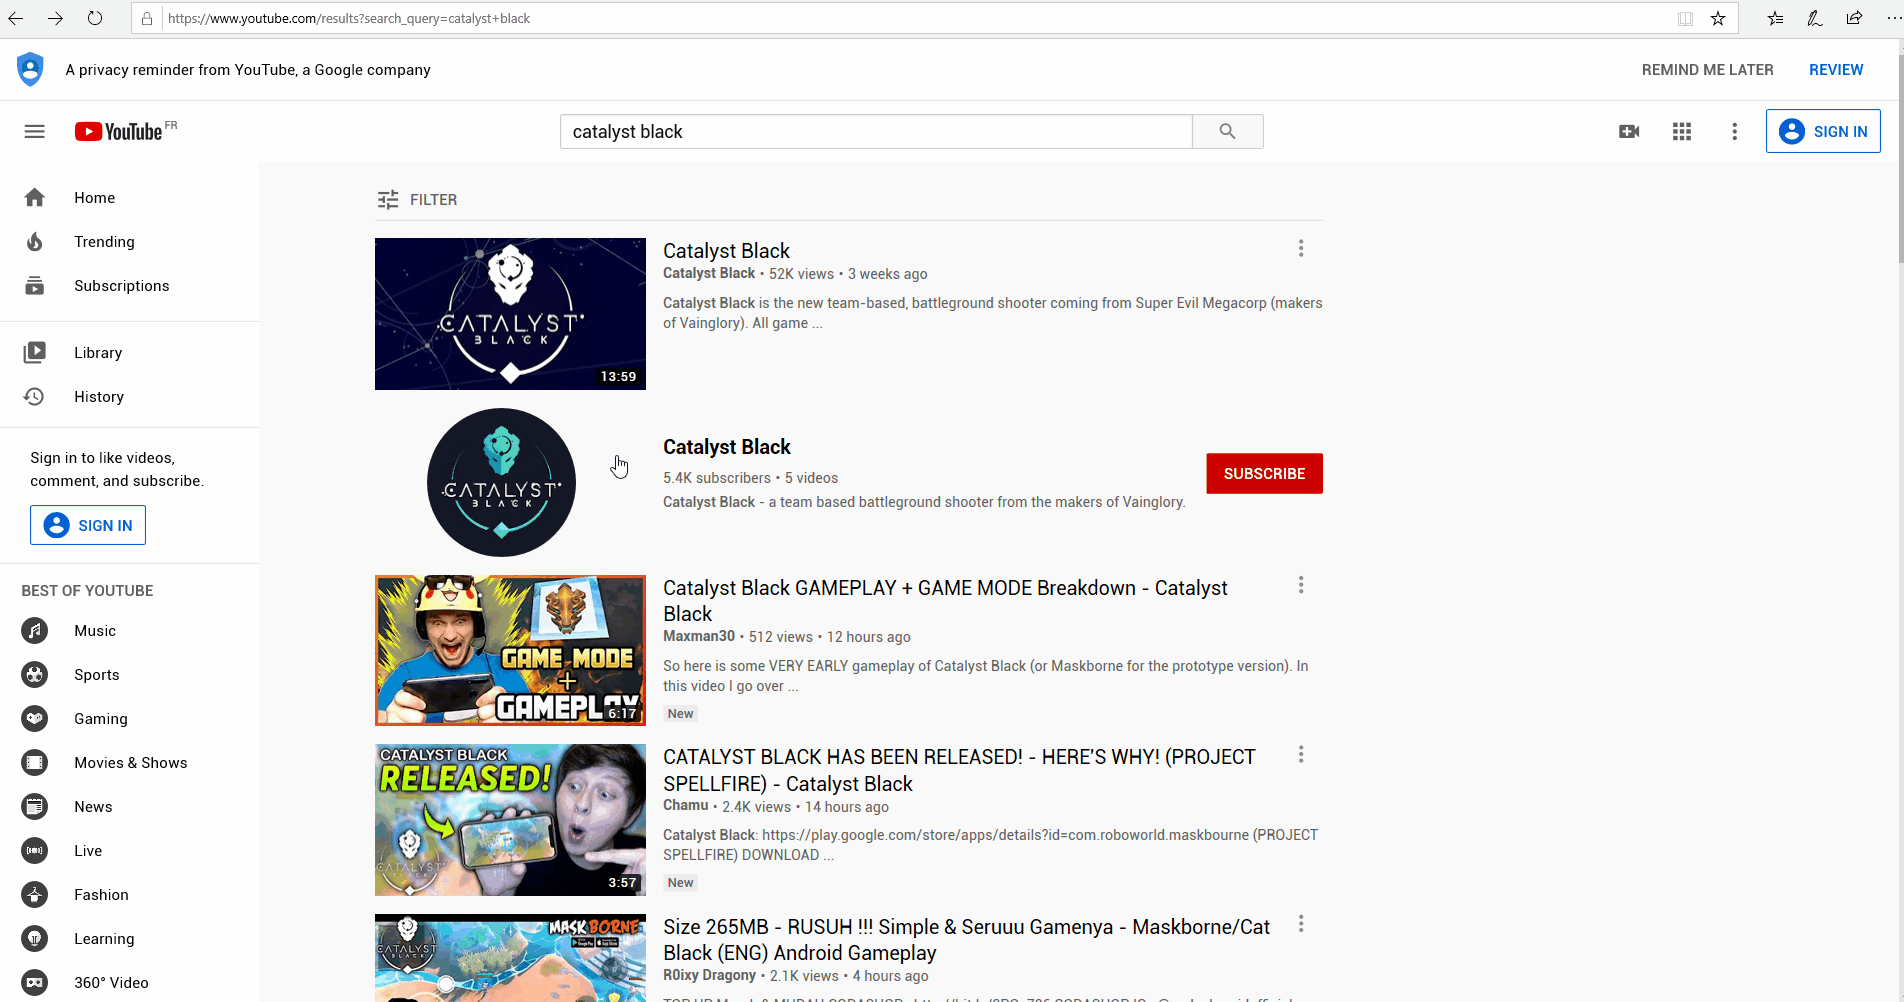 https://www.youtube.com/results?search_query=catalyst+black
A privacy reminder from YouTube, a Google company
REMIND ME LATER
REVIEW
YouTube FR
catalyst black
SIGN IN
Home
Trending
Subscriptions
Library
History
Sign in to like videos,
comment, and subscribe.
SIGN IN
BEST OF YOUTUBE
Music
Sports
Gaming
Movies & Shows
News
Live
Fashion
Learning
360° Video
FILTER
CATALYST
BLACK
13:59
Catalyst Black
Catalyst Black • 52K views • 3 weeks ago
Catalyst Black is the new team-based, battleground shooter coming from Super Evil Megacorp (makers
of Vainglory). All game ...
CATALYST
BLACK
Catalyst Black
5.4K subscribers • 5 videos
Catalyst Black - a team based battleground shooter from the makers of Vainglory.
SUBSCRIBE
GAME MODE
+
GAMEPLAY
6:17
Catalyst Black GAMEPLAY + GAME MODE Breakdown - Catalyst
Black
Maxman30 • 512 views • 12 hours ago
So here is some VERY EARLY gameplay of Catalyst Black (or Maskborne for the prototype version). In
this video I go over ...
New
CATALYST BLACK
RELEASED!
CATALYST
BLACK
3:57
CATALYST BLACK HAS BEEN RELEASED! - HERE'S WHY! (PROJECT
SPELLFIRE) - Catalyst Black
Chamu • 2.4K views • 14 hours ago
Catalyst Black: https://play.google.com/store/apps/details?id=com.roboworld.maskbourne (PROJECT
SPELLFIRE) DOWNLOAD ...
New
CATALYST
BLACK
MASKBORNE
Size 265MB - RUSUH !!! Simple & Seruuu Gamenya - Maskborne/Cat
Black (ENG) Android Gameplay
R0ixy Dragony • 2.1K views • 4 hours ago